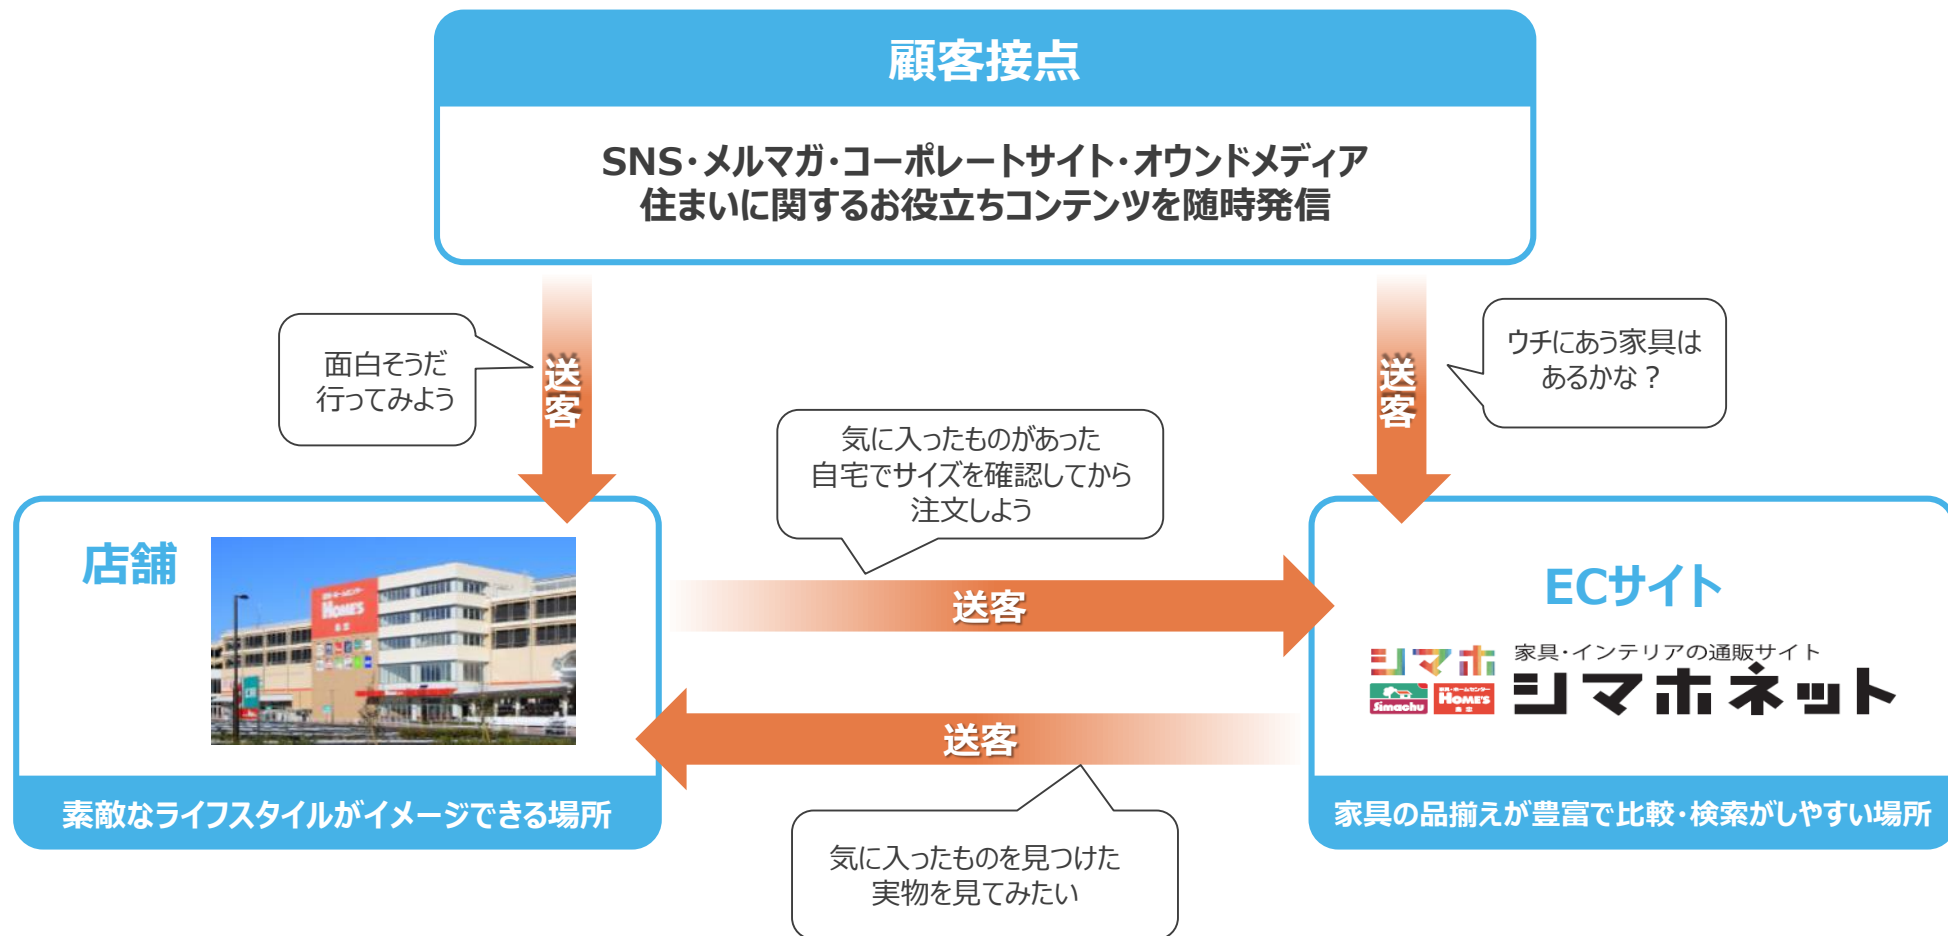 顧客接点
SNS・メルマガ・コーポレートサイト・オウンドメディア
住まいに関するお役立ちコンテンツを随時発信
面白そうだ
行ってみよう
送客
送客
ウチにあう家具は
あるかな？
気に入ったものがあった
自宅でサイズを確認してから
注文しよう
店舗
HOME'S
送客
ECサイト
シマホ
Simachu
HOME'S
家具・インテリアの通販サイト
シマホネット
送客
素敵なライフスタイルがイメージできる場所
家具の品揃えが豊富で比較・検索がしやすい場所
気に入ったものを見つけた
実物を見てみたい